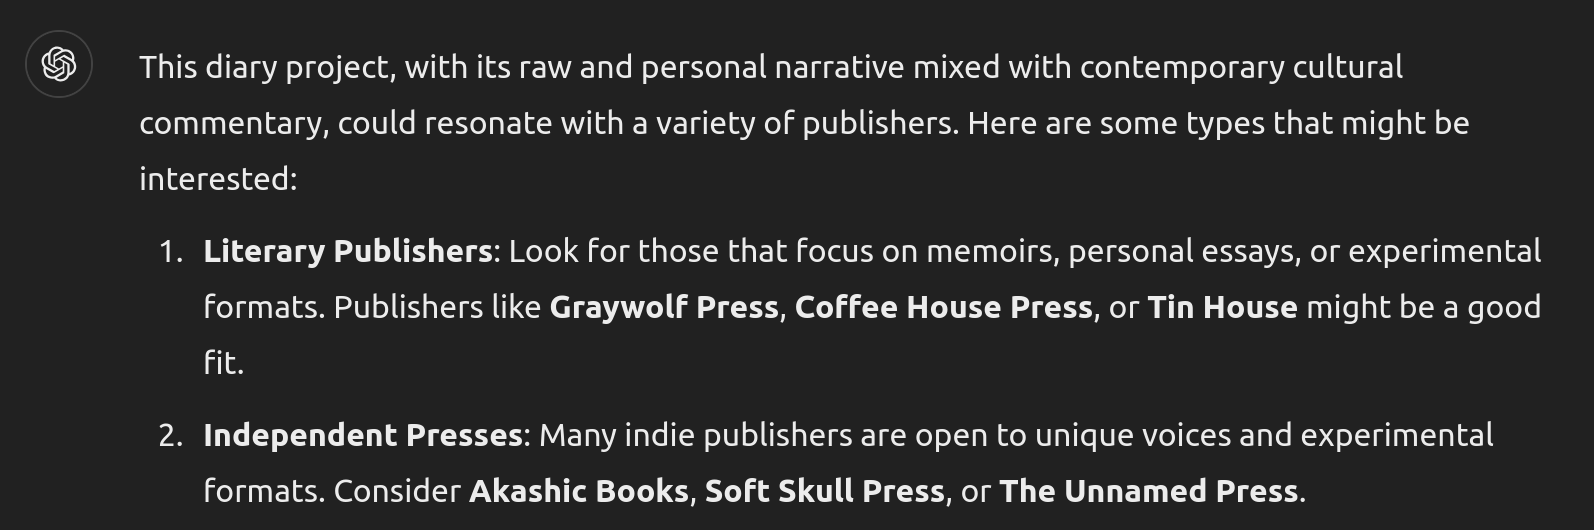 This diary project, with its raw and personal narrative mixed with contemporary cultural
commentary, could resonate with a variety of publishers. Here are some types that might be
interested:
1. Literary Publishers: Look for those that focus on memoirs, personal essays, or experimental
formats. Publishers like Graywolf Press, Coffee House Press, or Tin House might be a good
fit.
2. Independent Presses: Many indie publishers are open to unique voices and experimental
formats. Consider Akashic Books, Soft Skull Press, or The Unnamed Press.